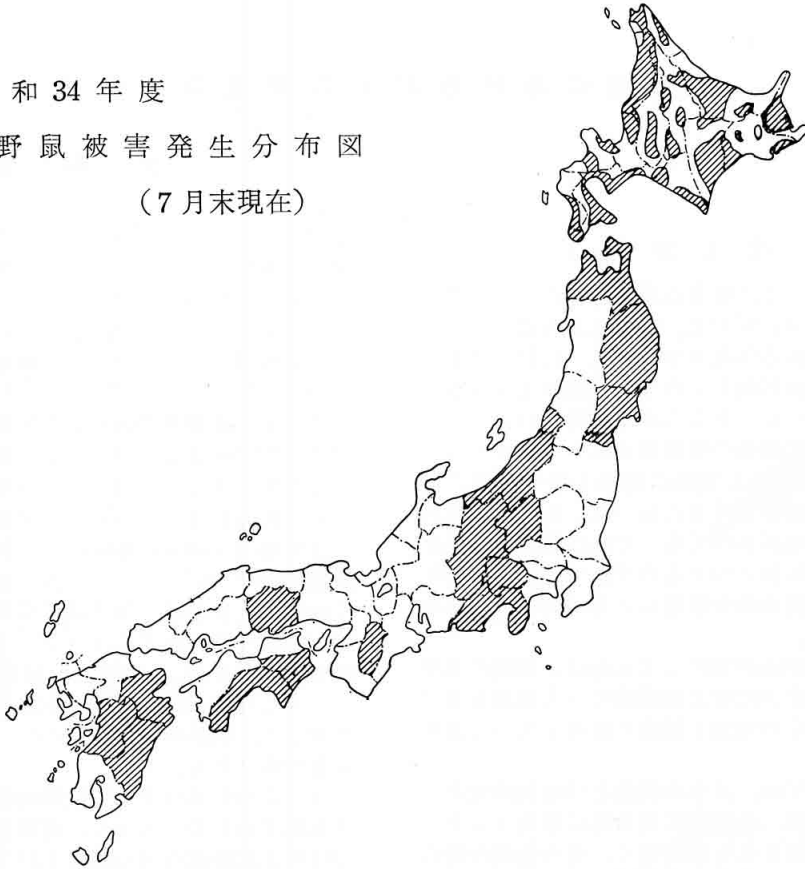 和 34 年 度
野 鼠 被 害 発 生 分 布 図
(7 月末現在)